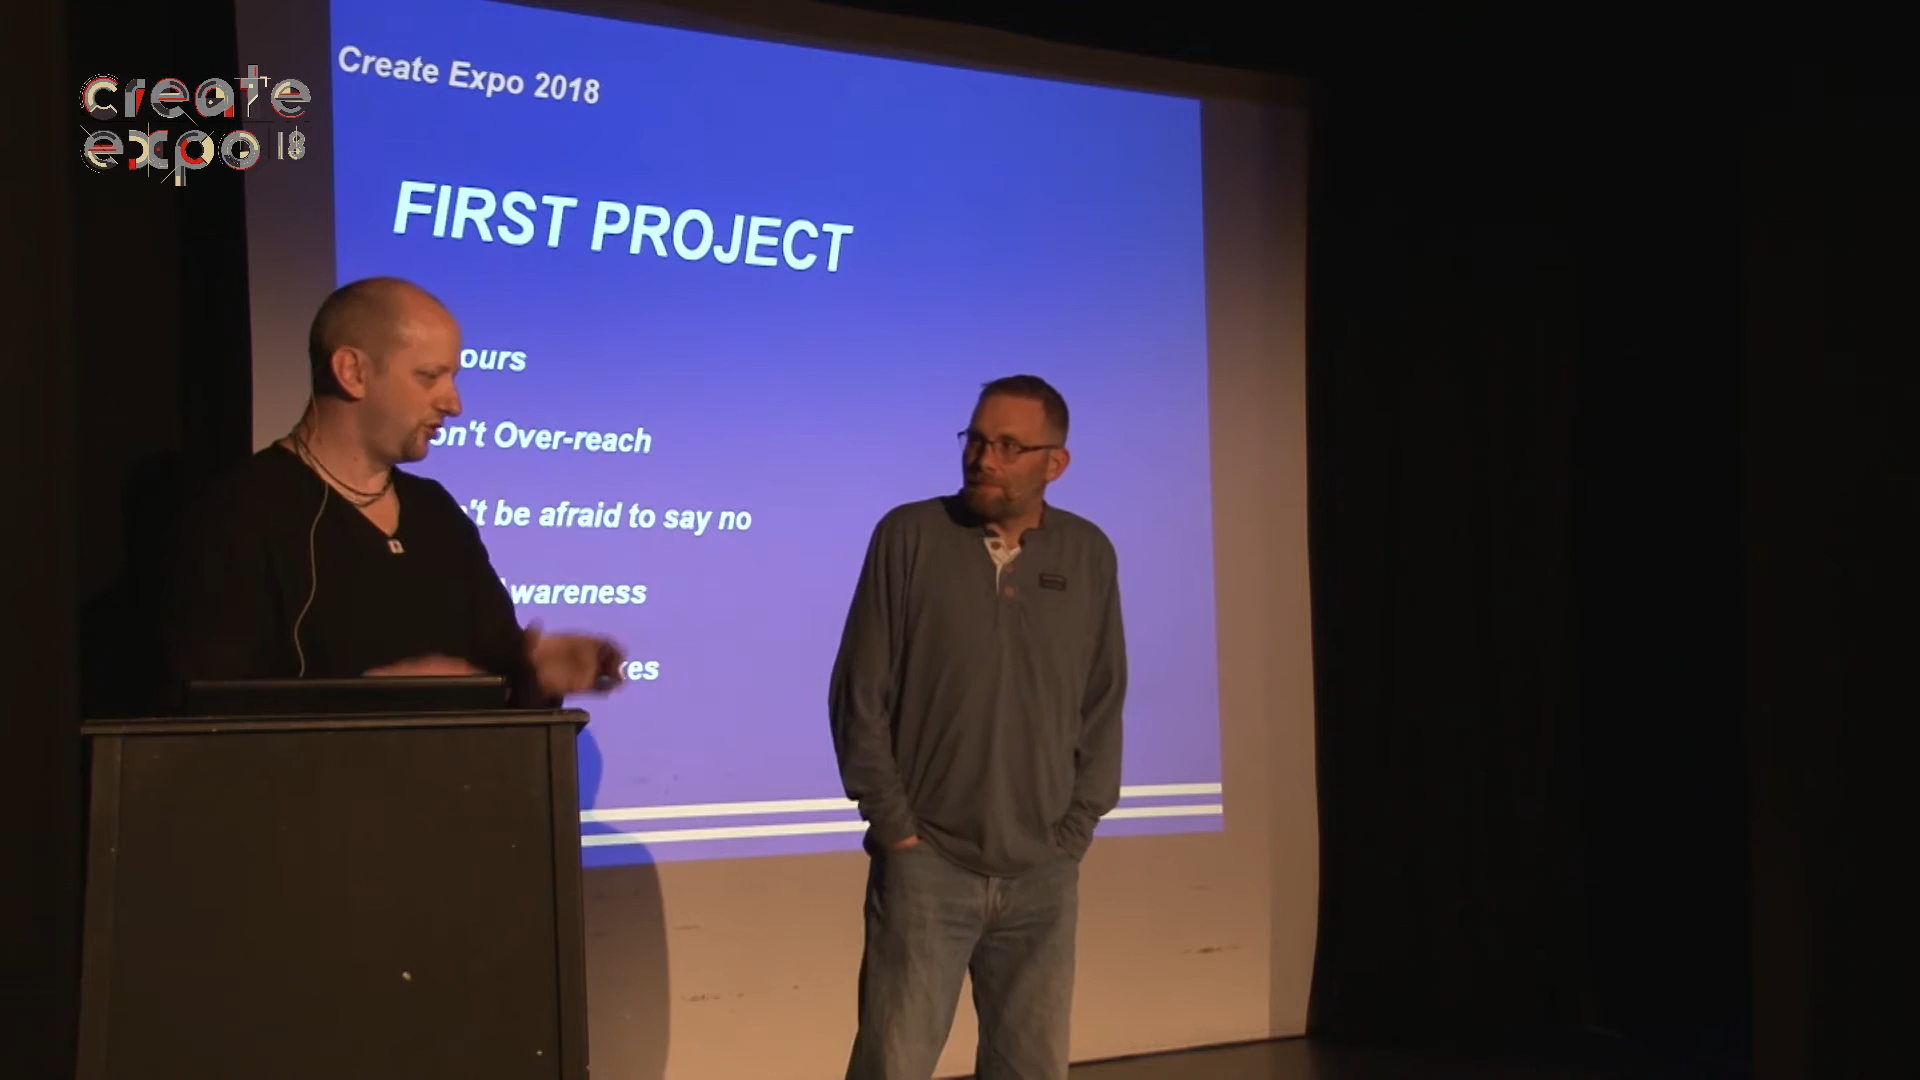 create
expo 18
Create Expo 2018
FIRST PROJECT
ours
on't Over-reach
't be afraid to say no
wareness
kes